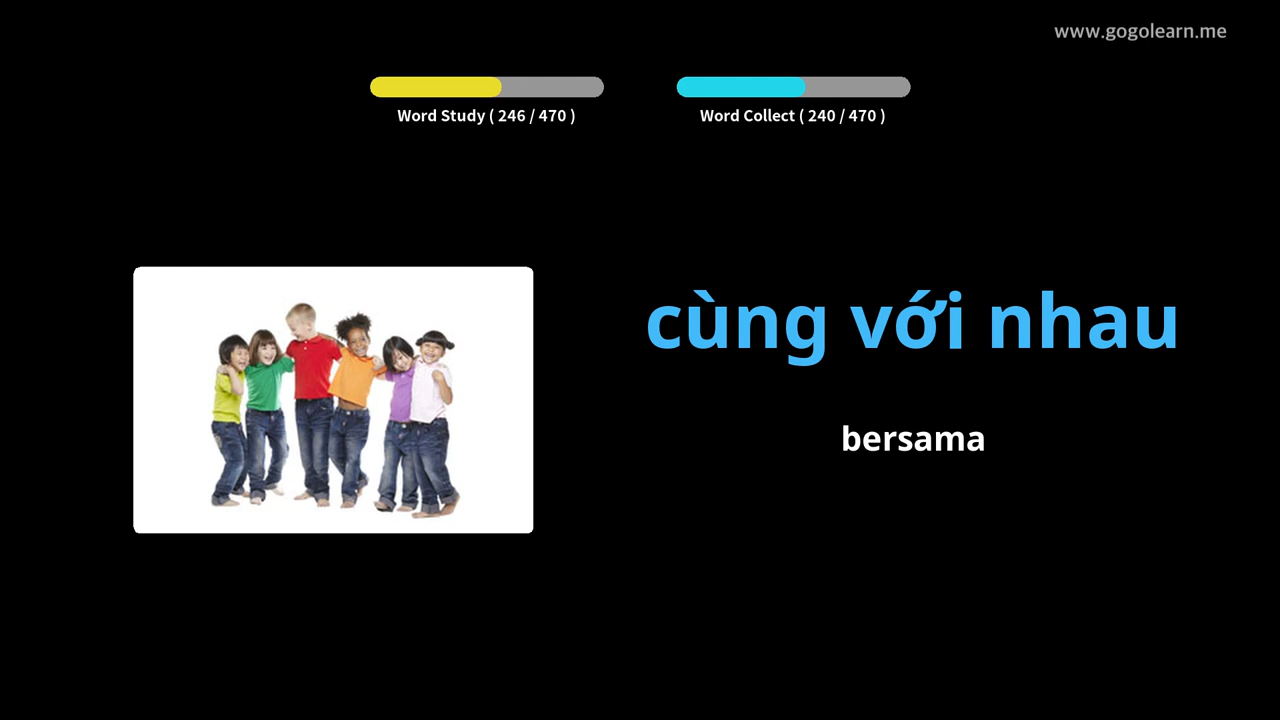 www.gogolearn.me
Word Study ( 246 / 470 )
Word Collect ( 240 / 470 )
cùng với nhau
bersama